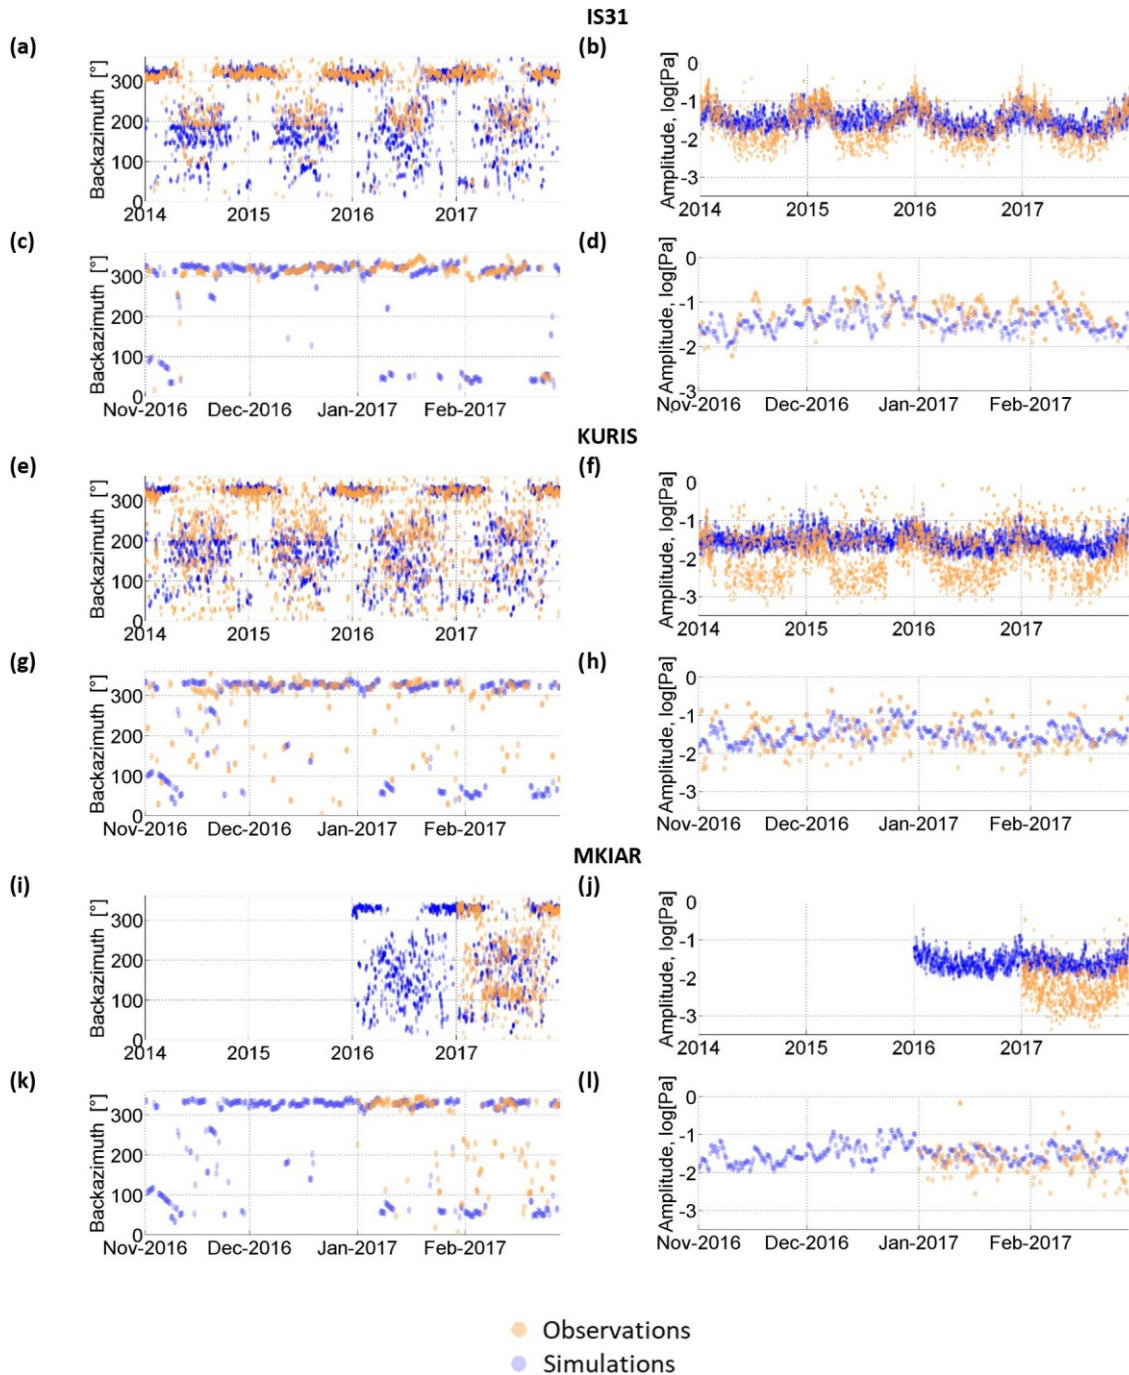 IS31
(a)
(b)
Backazimuth [°]
300
200
100
0
2014
2015
2016
2017
Amplitude, log[Pa]
0
-1
-2
-3
2014
2015
2016
2017
(c)
(d)
Backazimuth [°]
300
200
100
0
Nov-2016
Dec-2016
Jan-2017
Feb-2017
Amplitude, log[Pa]
0
-1
-2
-3
Nov-2016
Dec-2016
Jan-2017
Feb-2017
KURIS
(e)
(f)
Backazimuth [°]
300
200
100
0
2014
2015
2016
2017
Amplitude, log[Pa]
0
-1
-2
-3
2014
2015
2016
2017
(g)
(h)
Backazimuth [°]
300
200
100
0
Nov-2016
Dec-2016
Jan-2017
Feb-2017
Amplitude, log[Pa]
0
-1
-2
-3
Nov-2016
Dec-2016
Jan-2017
Feb-2017
MKIAR
(i)
(j)
Backazimuth [°]
300
200
100
0
2014
2015
2016
2017
Amplitude, log[Pa]
0
-1
-2
-3
2014
2015
2016
2017
(k)
(l)
Backazimuth [°]
300
200
100
0
Nov-2016
Dec-2016
Jan-2017
Feb-2017
Amplitude, log[Pa]
0
-1
-2
-3
Nov-2016
Dec-2016
Jan-2017
Feb-2017
Observations
Simulations